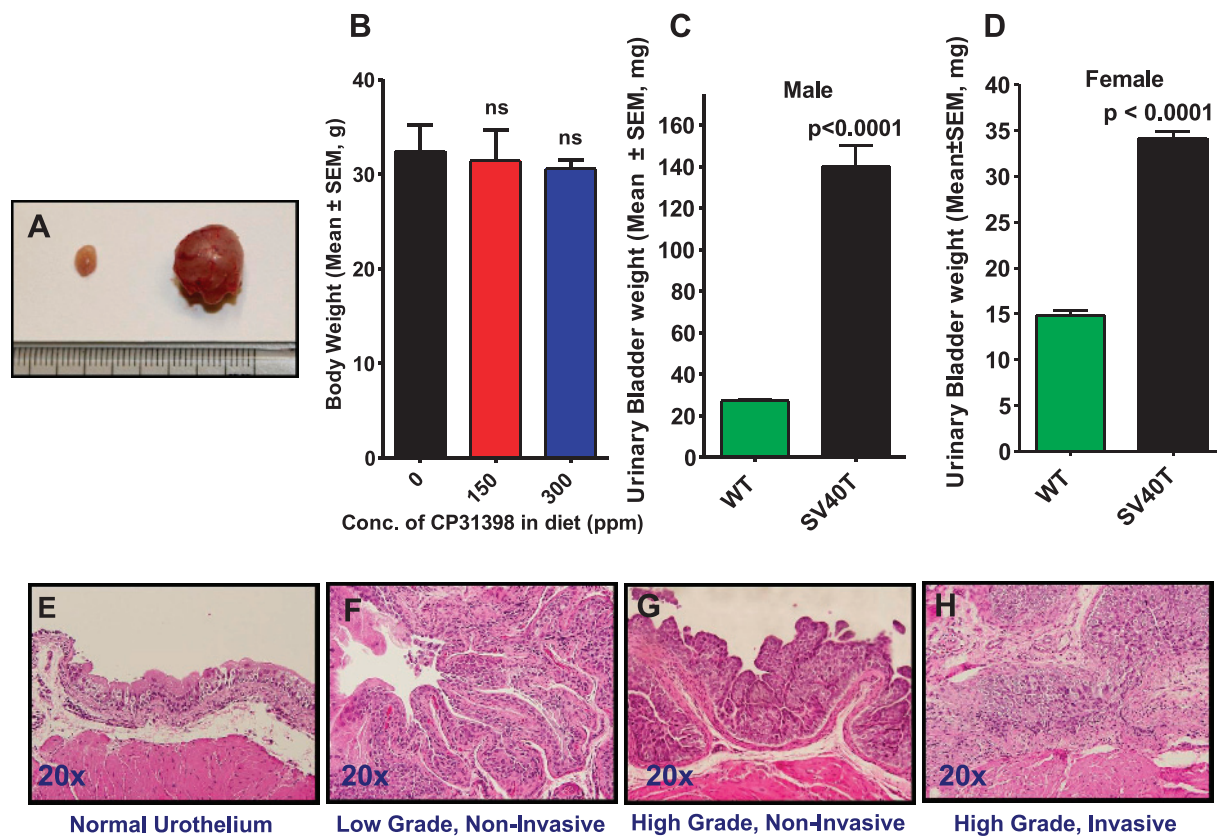 A
B
Body Weight (Mean ± SEM, g)
40
30
20
10
0
ns
ns
0
150
300
Conc. of CP31398 in diet (ppm)
C
Urinary Bladder weight (Mean ± SEM, mg)
Male
p<0.0001
160
140
120
100
80
60
40
20
0
WT
SV40T
D
Urinary Bladder weight (Mean±SEM, mg)
Female
p < 0.0001
40
35
30
25
20
15
10
5
0
WT
SV40T
E
20x
Normal Urothelium
F
20x
Low Grade, Non-Invasive
G
20x
High Grade, Non-Invasive
H
20x
High Grade, Invasive